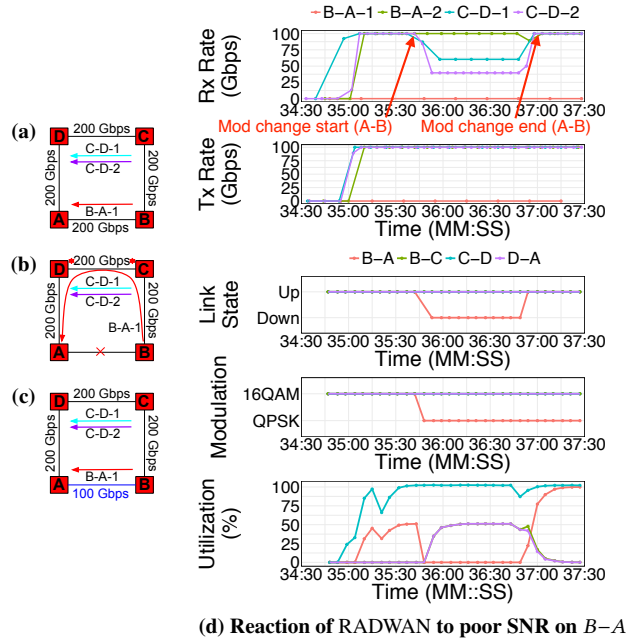 B-A-1 B-A-2 C-D-1 C-D-2
Rx Rate
(Gbps)
100
75
50
25
0
34:30 35:00 35:30 36:00 36:30 37:00 37:30
Mod change start (A-B) Mod change end (A-B)
Tx Rate
(Gbps)
100
75
50
25
0
34:30 35:00 35:30 36:00 36:30 37:00 37:30
Time (MM:SS)
(a)
200 Gbps
D C
C-D-1
C-D-2
200 Gbps
200 Gbps
B-A-1
A B
200 Gbps
(b)
200 Gbps
D C
C-D-1
C-D-2
200 Gbps
200 Gbps
B-A-1
A B
(c)
200 Gbps
D C
C-D-1
C-D-2
200 Gbps
200 Gbps
B-A-1
A B
100 Gbps
B-A B-C C-D D-A
Link
State
Up
Down
34:30 35:00 35:30 36:00 36:30 37:00 37:30
Time (MM:SS)
Modulation
16QAM
QPSK
34:30 35:00 35:30 36:00 36:30 37:00 37:30
Time (MM:SS)
Utilization
(%)
100
75
50
25
0
34:30 35:00 35:30 36:00 36:30 37:00 37:30
Time (MM::SS)
(d) Reaction of RADWAN to poor SNR on B−A